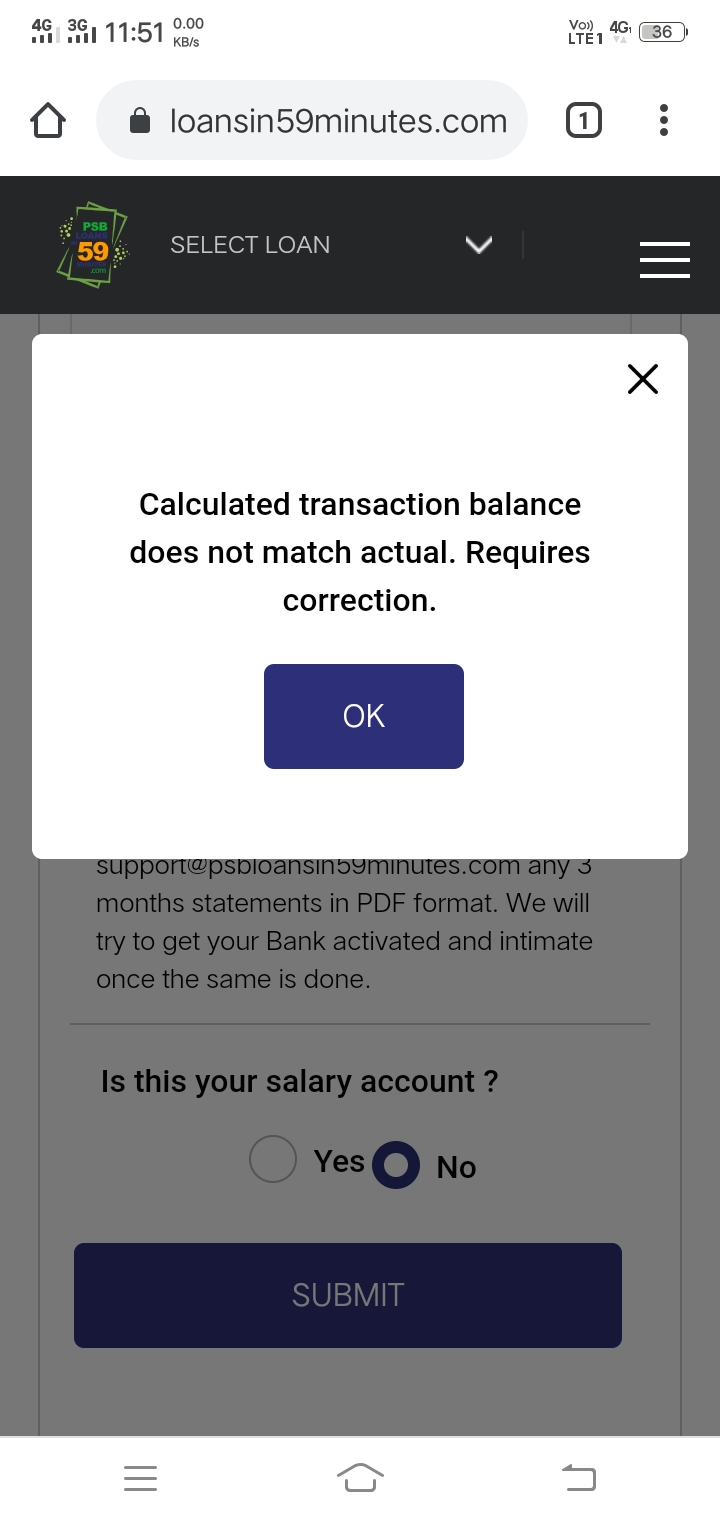 4G 3G 11:51 0.00 KB/s Vo)) LTE1 4G 36
loansin59minutes.com 1
PSB
LOANS
59
.com
SELECT LOAN
Calculated transaction balance
does not match actual. Requires
correction.
OK
support@psbloansin59minutes.com any 3
months statements in PDF format. We will
try to get your Bank activated and intimate
once the same is done.
Is this your salary account ?
Yes No
SUBMIT